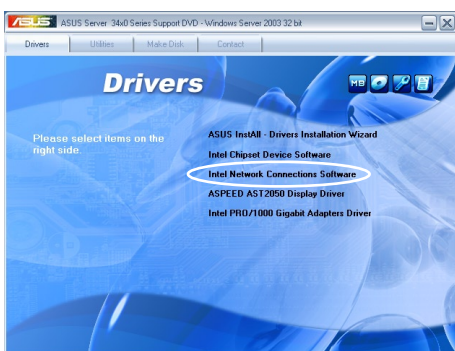 ASUS ASUS Server 34x0 Series Support DVD - Windows Server 2003 32 bit
Drivers Utilities Make Disk Contact
Drivers
MB
Please select items on the
right side.
ASUS InstAll - Drivers Installation Wizard
Intel Chipset Device Software
Intel Network Connections Software
ASPEED AST2050 Display Driver
Intel PRO/1000 Gigabit Adapters Driver